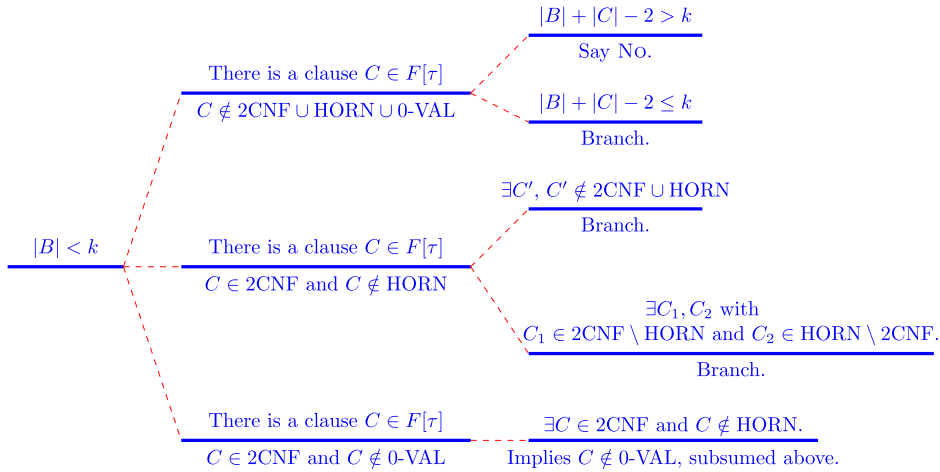 |B| < k
There is a clause C ∈ F[τ]
C ∉ 2CNF ∪ HORN ∪ 0-VAL
|B| + |C| − 2 > k
Say No.
|B| + |C| − 2 ≤ k
Branch.
There is a clause C ∈ F[τ]
C ∈ 2CNF and C ∉ HORN
∃C′, C′ ∉ 2CNF ∪ HORN
Branch.
∃C₁, C₂ with
C₁ ∈ 2CNF \ HORN and C₂ ∈ HORN \ 2CNF.
Branch.
There is a clause C ∈ F[τ]
C ∈ 2CNF and C ∉ 0-VAL
∃C ∈ 2CNF and C ∉ HORN.
Implies C ∉ 0-VAL, subsumed above.